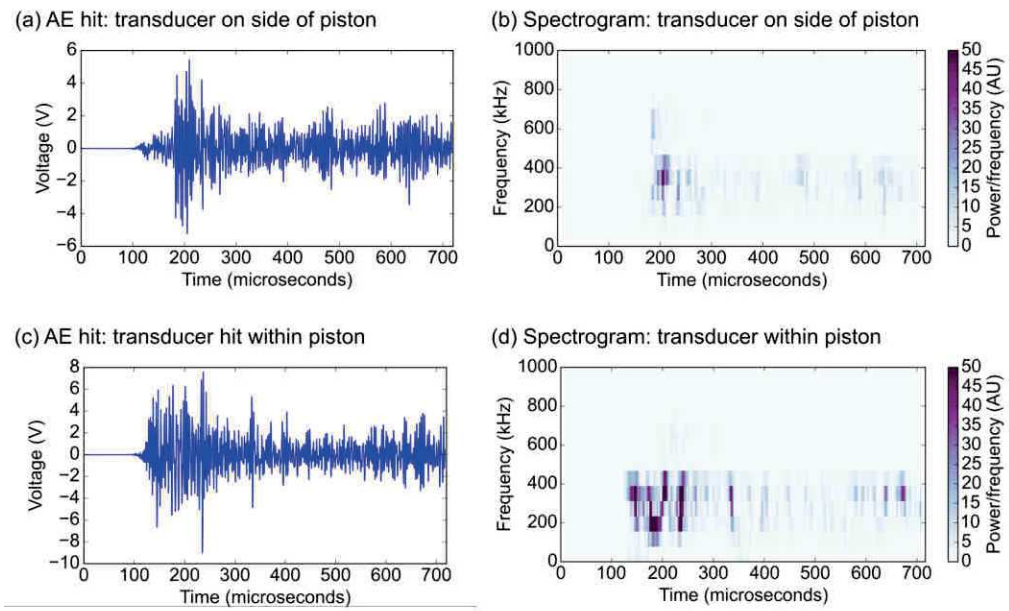 (a) AE hit: transducer on side of piston
6
4
2
0
−2
−4
−6
Voltage (V)
0 100 200 300 400 500 600 700
Time (microseconds)
(b) Spectrogram: transducer on side of piston
1000
800
600
400
200
0
Frequency (kHz)
0 100 200 300 400 500 600 700
Time (microseconds)
50
45
40
35
30
25
20
15
10
5
0
Power/frequency (AU)
(c) AE hit: transducer hit within piston
8
6
4
2
0
−2
−4
−6
−8
−10
Voltage (V)
0 100 200 300 400 500 600 700
Time (microseconds)
(d) Spectrogram: transducer within piston
1000
800
600
400
200
0
Frequency (kHz)
0 100 200 300 400 500 600 700
Time (microseconds)
50
45
40
35
30
25
20
15
10
5
0
Power/frequency (AU)